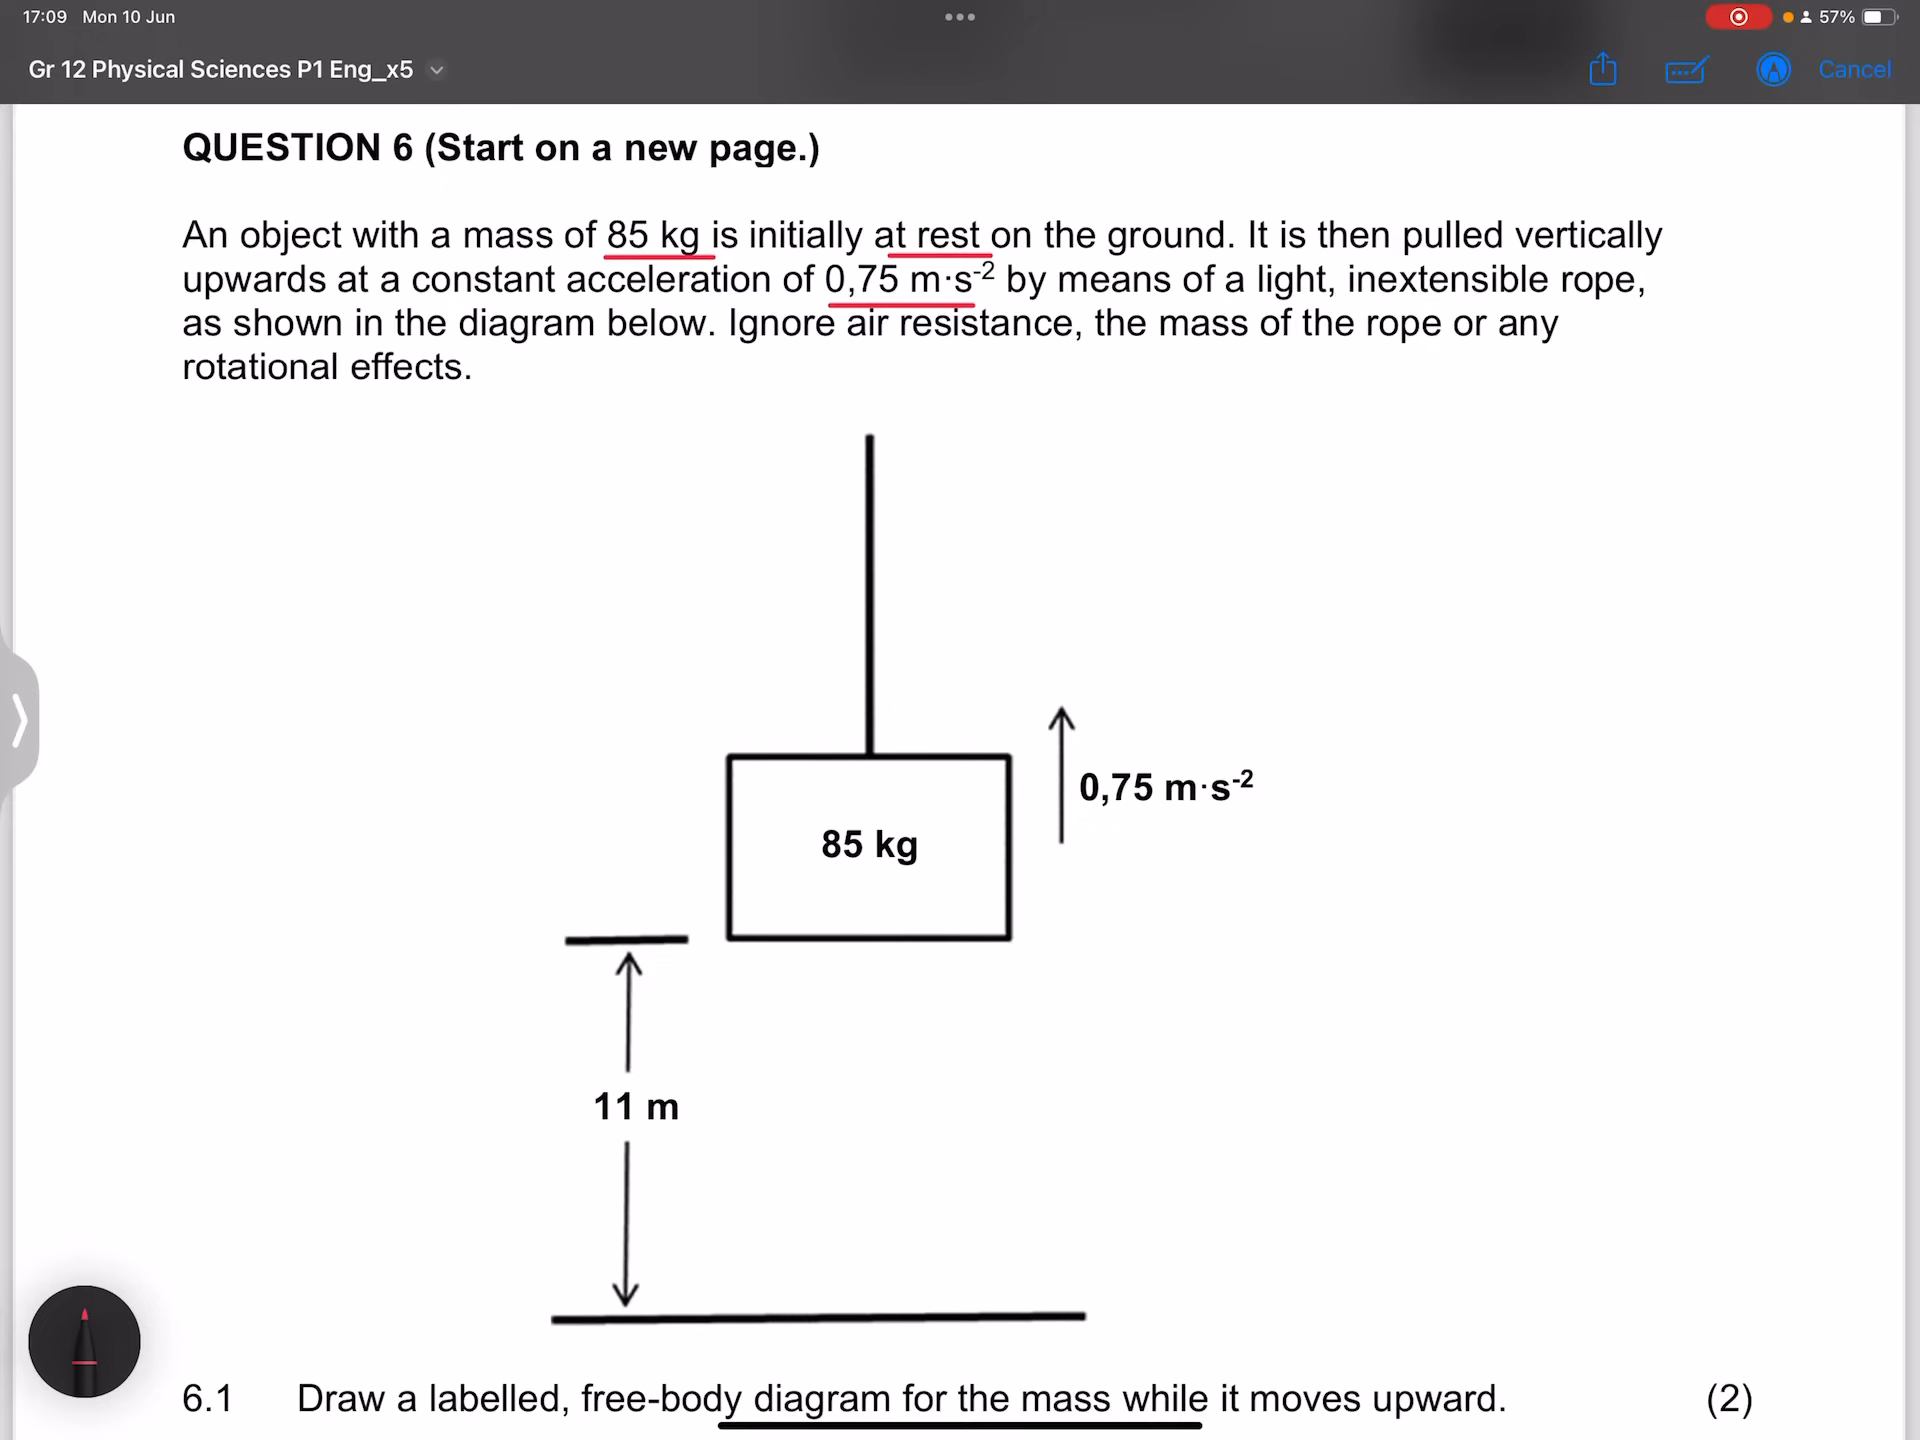 17:09 Mon 10 Jun
57%
Gr 12 Physical Sciences P1 Eng_x5
Cancel
QUESTION 6 (Start on a new page.)
An object with a mass of 85 kg is initially at rest on the ground. It is then pulled vertically
upwards at a constant acceleration of 0,75 m·s⁻² by means of a light, inextensible rope,
as shown in the diagram below. Ignore air resistance, the mass of the rope or any
rotational effects.
0,75 m·s⁻²
85 kg
11 m
6.1 Draw a labelled, free-body diagram for the mass while it moves upward. (2)